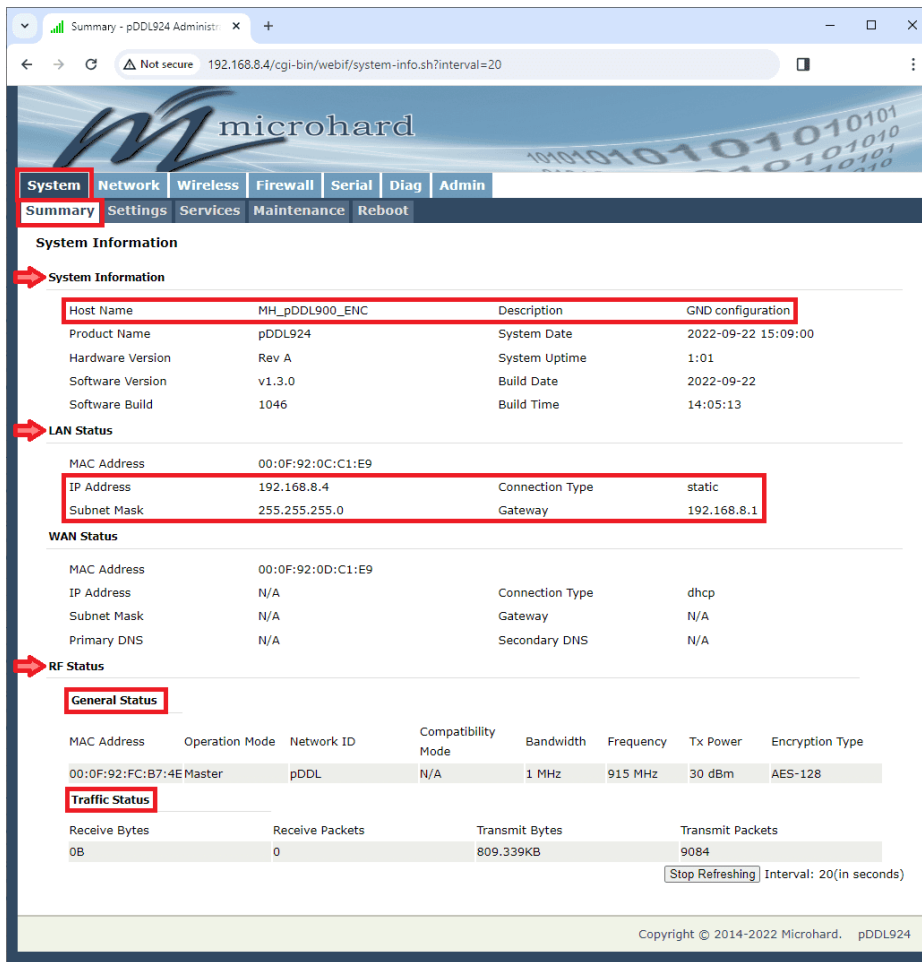 Summary - pDDL924 Administr
Not secure 192.168.8.4/cgi-bin/webif/system-info.sh?interval=20
microhard
System Network Wireless Firewall Serial Diag Admin
Summary Settings Services Maintenance Reboot
System Information
System Information
Host Name MH_pDDL900_ENC Description GND configuration
Product Name pDDL924 System Date 2022-09-22 15:09:00
Hardware Version Rev A System Uptime 1:01
Software Version v1.3.0 Build Date 2022-09-22
Software Build 1046 Build Time 14:05:13
LAN Status
MAC Address 00:0F:92:0C:C1:E9
IP Address 192.168.8.4 Connection Type static
Subnet Mask 255.255.255.0 Gateway 192.168.8.1
WAN Status
MAC Address 00:0F:92:0D:C1:E9
IP Address N/A Connection Type dhcp
Subnet Mask N/A Gateway N/A
Primary DNS N/A Secondary DNS N/A
RF Status
General Status
MAC Address Operation Mode Network ID Compatibility Mode Bandwidth Frequency Tx Power Encryption Type
00:0F:92:FC:B7:4E Master pDDL N/A 1 MHz 915 MHz 30 dBm AES-128
Traffic Status
Receive Bytes Receive Packets Transmit Bytes Transmit Packets
0B 0 809.339KB 9084
Stop Refreshing Interval: 20(in seconds)
Copyright © 2014-2022 Microhard. pDDL924